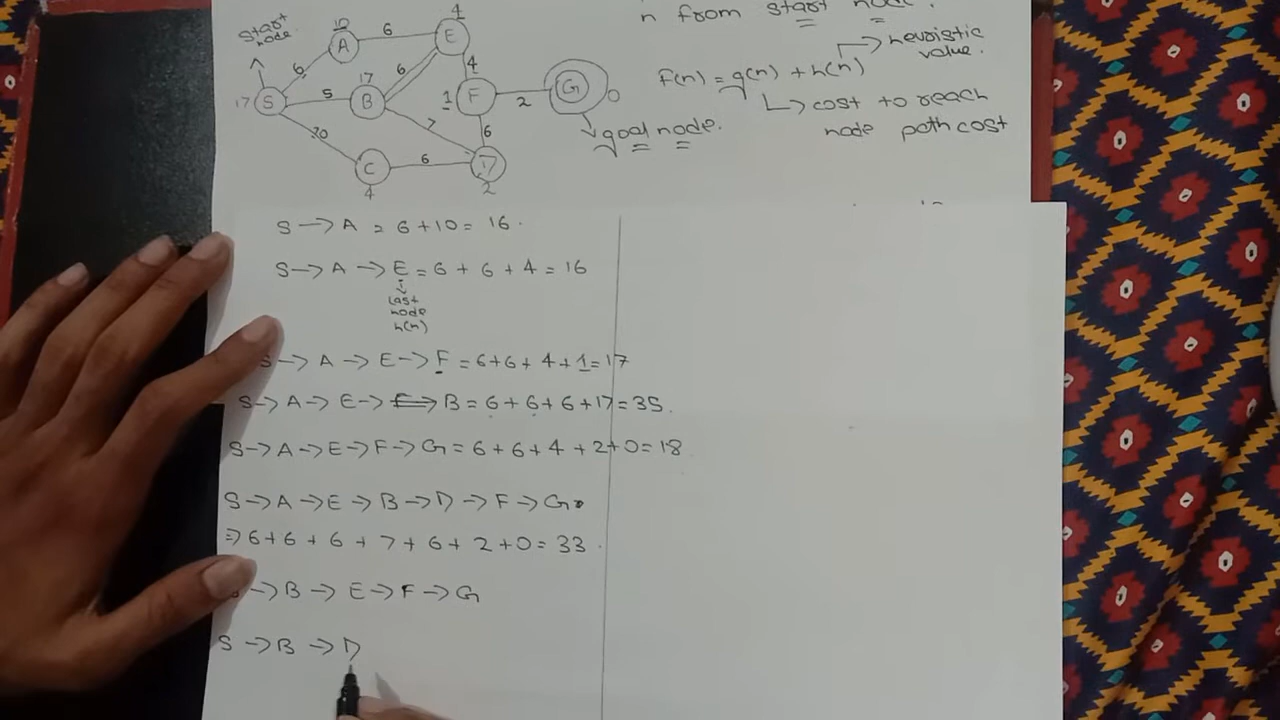 start
node
n from start node.
f(n) = g(n) + h(n)
heuristic
value.
cost to reach
node path cost
10
4
A
6
E
6
17
6
4
17
S
5
B
1
F
2
G
0
goal node.
10
7
6
C
6
D
4
2
S → A = 6 + 10 = 16.
S → A → E = 6 + 6 + 4 = 16
last
node
h(n)
S → A → E → F = 6+6+4+1=17
S → A → E → B = 6+6+6+17=35.
S → A → E → F → G = 6+6+4+2+0=18
S → A → E → B → D → F → G
⇒ 6+6+6+7+6+2+0=33.
→ B → E → F → G
S → B → D